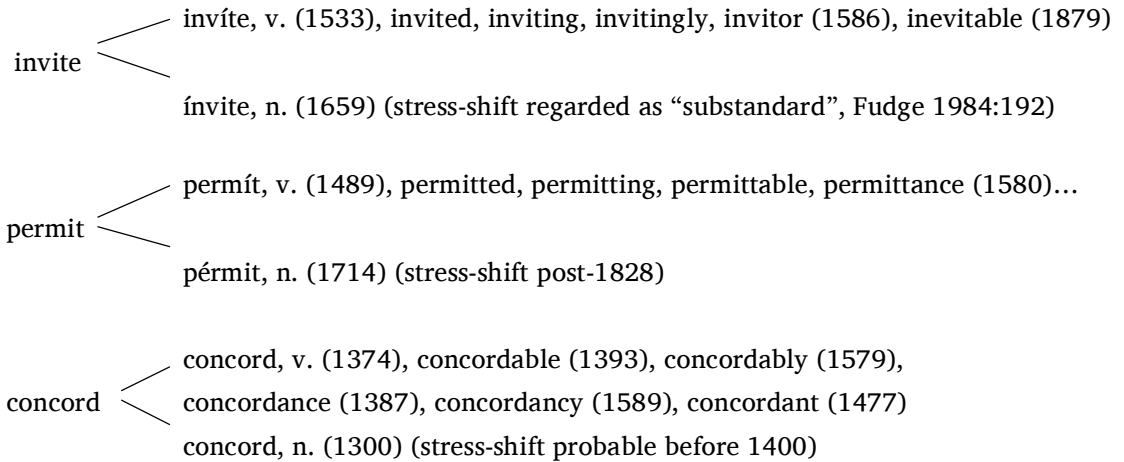 invíte, v. (1533), invited, inviting, invitingly, invitor (1586), inevitable (1879)
invite
ínvite, n. (1659) (stress-shift regarded as “substandard”, Fudge 1984:192)
permít, v. (1489), permitted, permitting, permittable, permittance (1580)…
permit
pérmit, n. (1714) (stress-shift post-1828)
concord, v. (1374), concordable (1393), concordably (1579),
concord
concordance (1387), concordancy (1589), concordant (1477)
concord, n. (1300) (stress-shift probable before 1400)